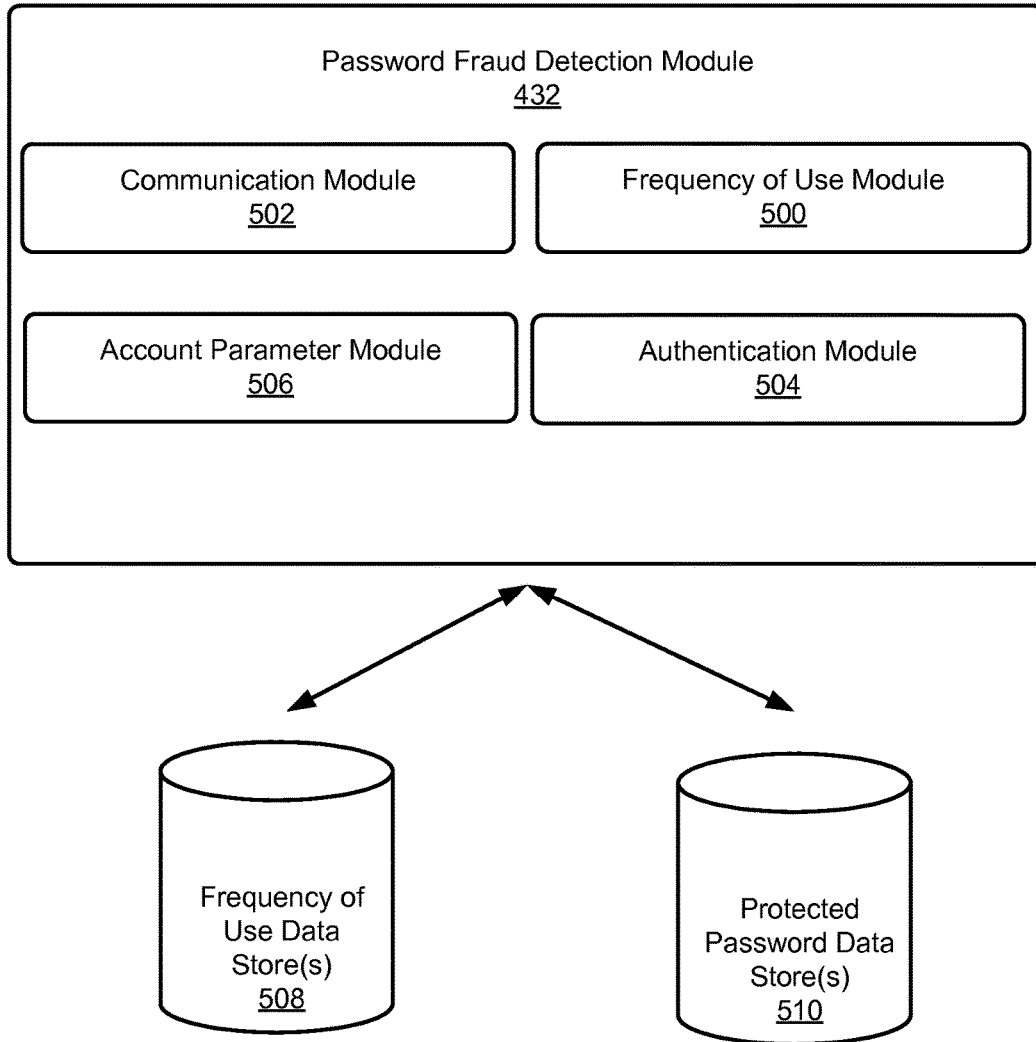 Password Fraud Detection Module
432
Communication Module
502
Frequency of Use Module
500
Account Parameter Module
506
Authentication Module
504
Frequency of
Use Data
Store(s)
508
Protected
Password Data
Store(s)
510